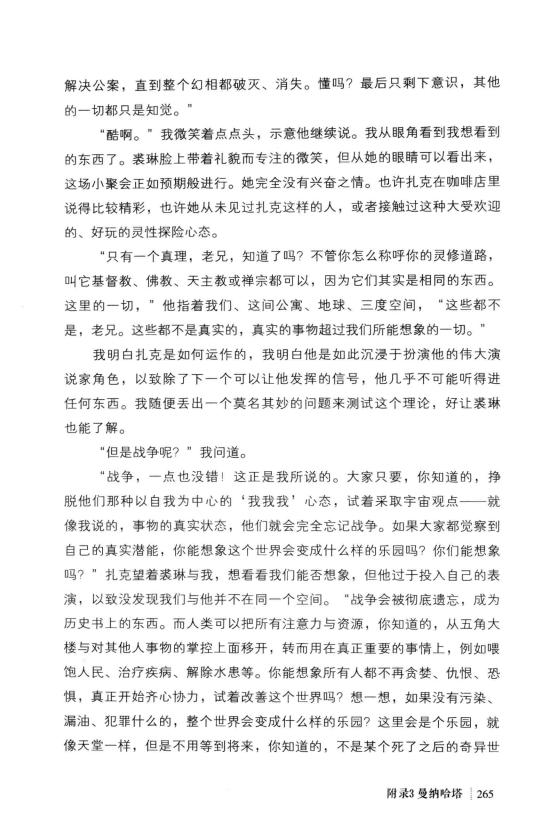 解决公案，直到整个幻相都破灭、消失。懂吗？最后只剩下意识，其他
的一切都只是知觉。”
“酷啊。”我微笑着点点头，示意他继续说。我从眼角看到我想看到
的东西了。裘琳脸上带着礼貌而专注的微笑，但从她的眼睛可以看出来，
这场小聚会正如预期般进行。她完全没有兴奋之情。也许扎克在咖啡店里
说得比较精彩，也许她从未见过扎克这样的人，或者接触过这种大受欢迎
的、好玩的灵性探险心态。
“只有一个真理，老兄，知道了吗？不管你怎么称呼你的灵修道路，
叫它基督教、佛教、天主教或禅宗都可以，因为它们其实是相同的东西。
这里的一切，”他指着我们、这间公寓、地球、三度空间，“这些都不
是，老兄。这些都不是真实的，真实的事物超过我们所能想象的一切。”
我明白扎克是如何运作的，我明白他是如此沉浸于扮演他的伟大演
说家角色，以致除了下一个可以让他发挥的信号，他几乎不可能听得进
任何东西。我随便丢出一个莫名其妙的问题来测试这个理论，好让裘琳
也能了解。
“但是战争呢？”我问道。
“战争，一点也没错！这正是我所说的。大家只要，你知道的，挣
脱他们那种以自我为中心的‘我我我’心态，试着采取宇宙观点——就
像我说的，事物的真实状态，他们就会完全忘记战争。如果大家都觉察到
自己的真实潜能，你能想象这个世界会变成什么样的乐园吗？你们能想象
吗？”扎克望着裘琳与我，想看看我们能否想象，但他过于投入自己的表
演，以致没发现我们与他并不在同一个空间。“战争会被彻底遗忘，成为
历史书上的东西。而人类可以把所有注意力与资源，你知道的，从五角大
楼与对其他人事物的掌控上面移开，转而用在真正重要的事情上，例如喂
饱人民、治疗疾病、解除水患等。你能想象所有人都不再贪婪、仇恨、恐
惧，真正开始齐心协力，试着改善这个世界吗？想一想，如果没有污染、
漏油、犯罪什么的，整个世界会变成什么样的乐园？这里会是个乐园，就
像天堂一样，但是不用等到将来，你知道的，不是某个死了之后的奇异世
附录3 曼纳哈塔 265